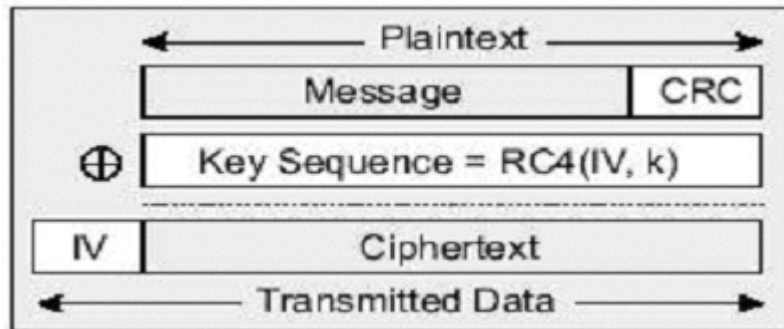 Plaintext
Message CRC
⊕ Key Sequence = RC4(IV, k)
IV Ciphertext
Transmitted Data